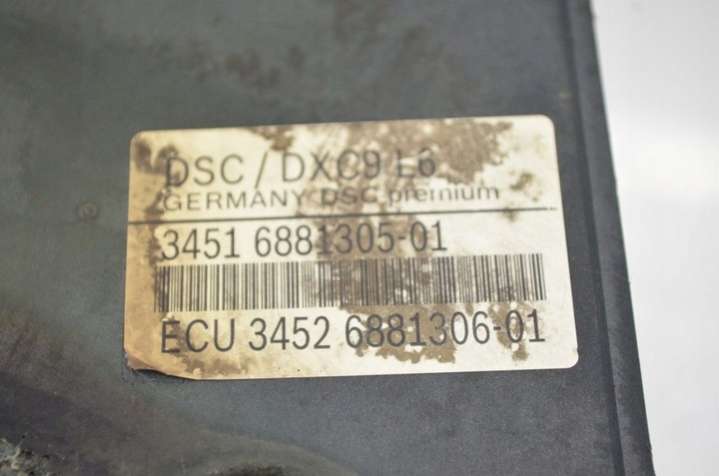 DSC / DXC9 L6
GERMANY DSC premium
3451 6881305-01
ECU 3452 6881306-01